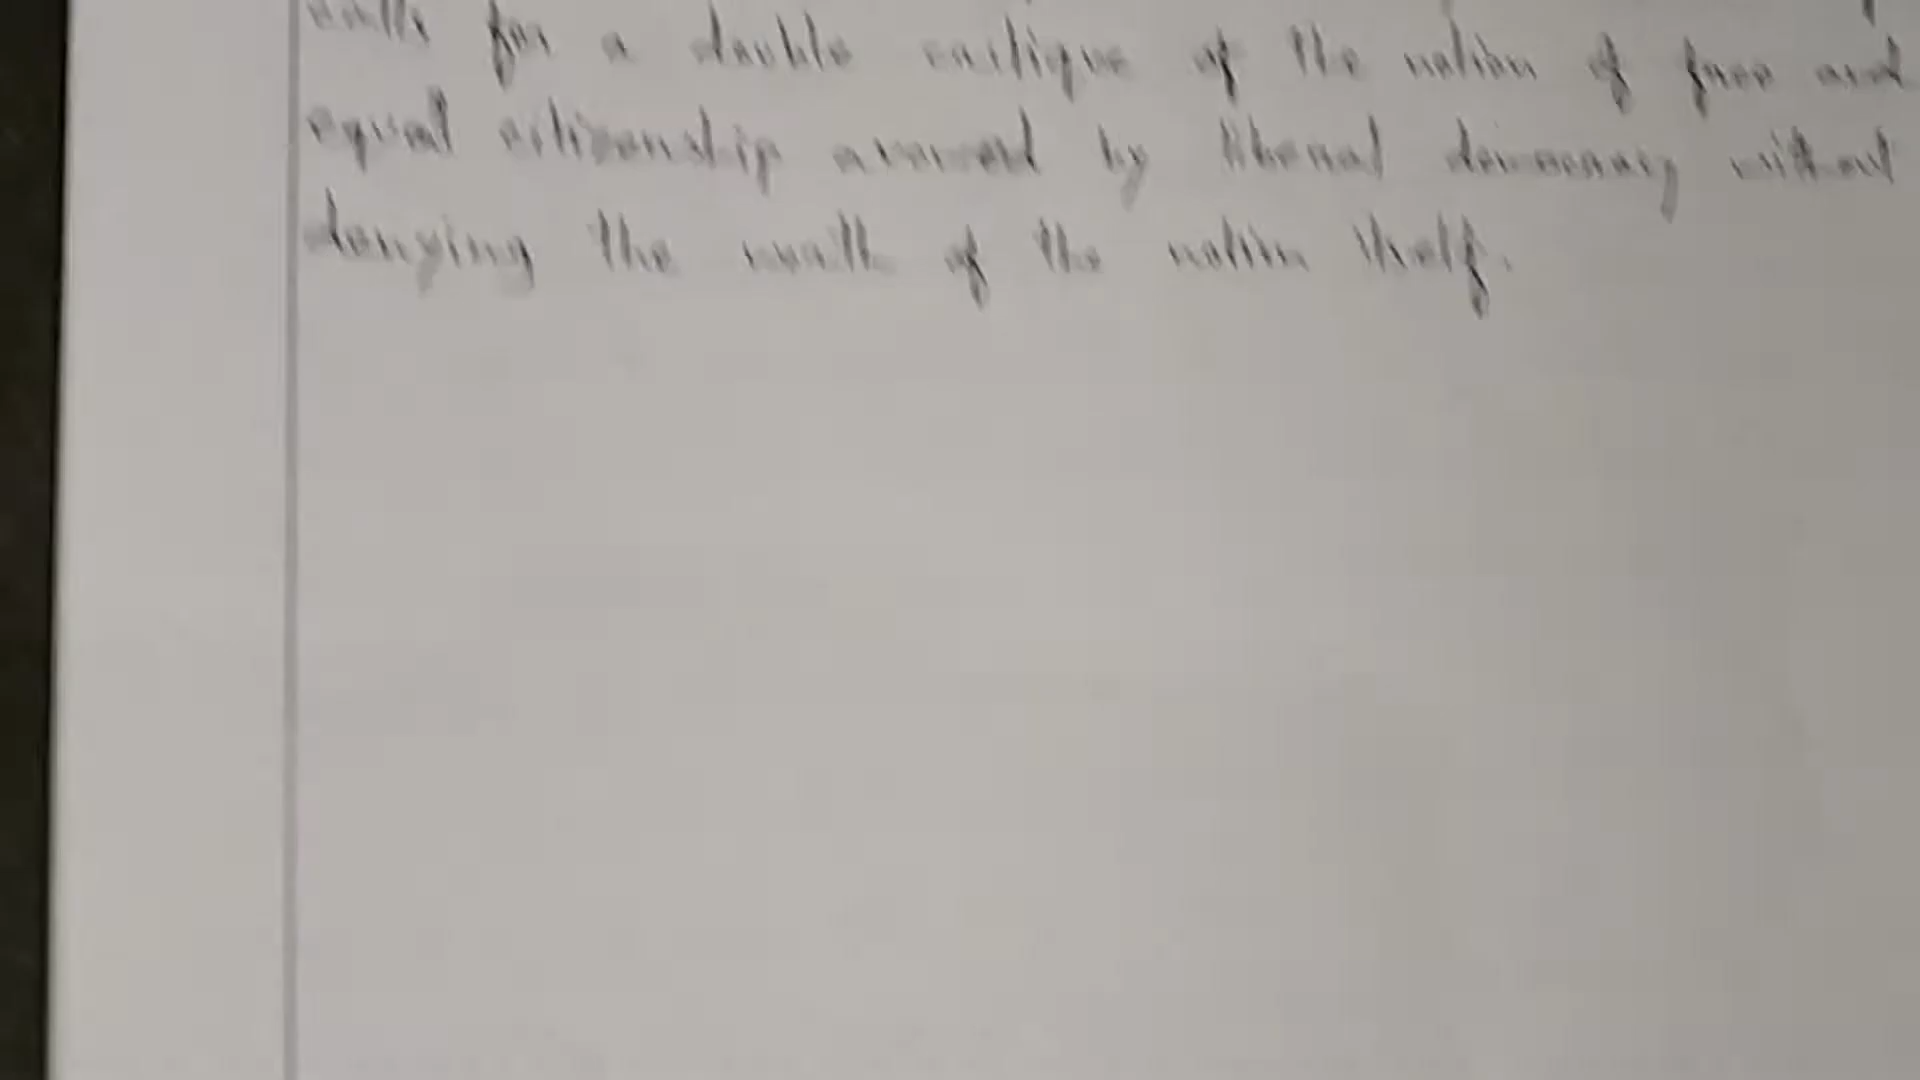 calls for a double critique of the notion of free and
equal citizenship avowed by liberal democracy without
denying the worth of the notion itself.